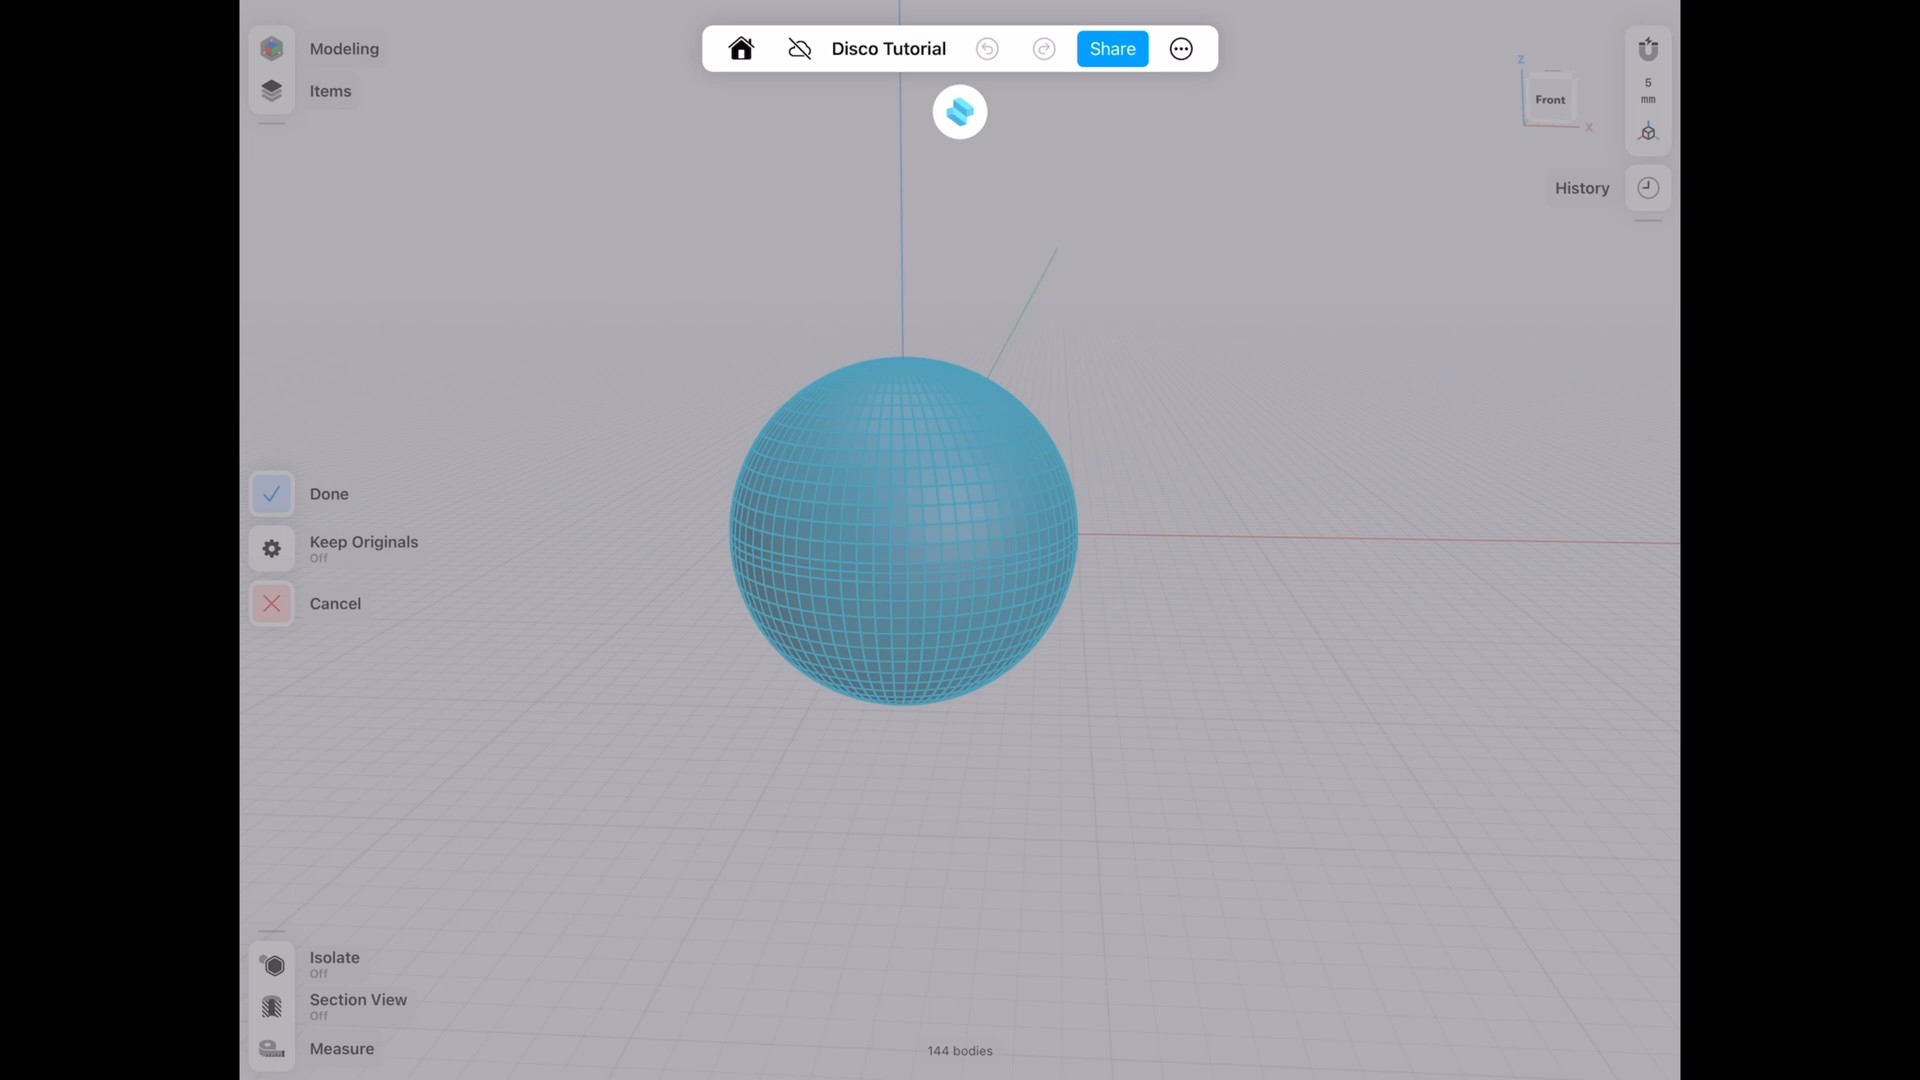 Modeling
Items
Disco Tutorial
Share
Z
Front
X
5
mm
History
Done
Keep Originals
Off
Cancel
Isolate
Off
Section View
Off
Measure
144 bodies